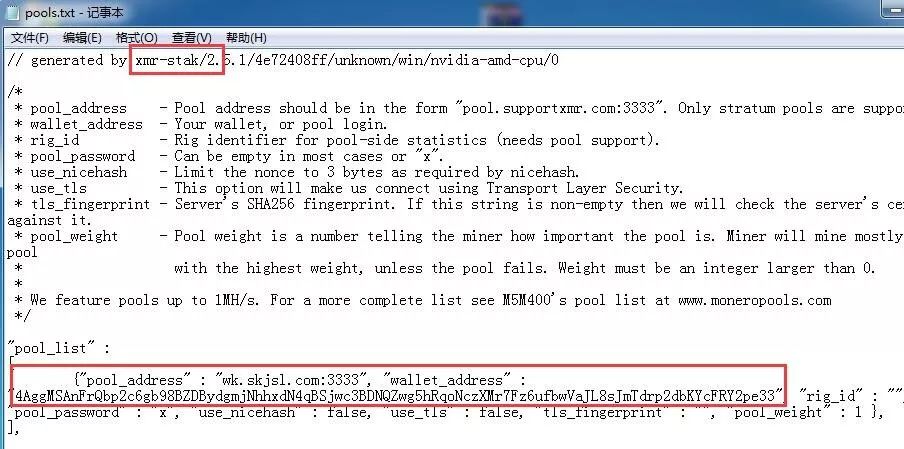 pools.txt - 记事本
文件(F) 编辑(E) 格式(O) 查看(V) 帮助(H)
// generated by xmr-stak/2.5.1/4e72408ff/unknown/win/nvidia-amd-cpu/0
/*
* pool_address - Pool address should be in the form "pool.supportxmr.com:3333". Only stratum pools are suppo
* wallet_address - Your wallet, or pool login.
* rig_id - Rig identifier for pool-side statistics (needs pool support).
* pool_password - Can be empty in most cases or "x".
* use_nicehash - Limit the nonce to 3 bytes as required by nicehash.
* use_tls - This option will make us connect using Transport Layer Security.
* tls_fingerprint - Server's SHA256 fingerprint. If this string is non-empty then we will check the server's ce
against it.
* pool_weight - Pool weight is a number telling the miner how important the pool is. Miner will mine mostly
pool
* with the highest weight, unless the pool fails. Weight must be an integer larger than 0.
*
* We feature pools up to 1MH/s. For a more complete list see M5M400's pool list at www.moneropools.com
*/
"pool_list" :
[
{"pool_address" : "wk.skjsl.com:3333", "wallet_address" :
"4AggMSAnFrQbp2c6gb98BZDBydgmjNhhxdN4qBSjwc3BDNQZwg5hRqoNczXMr7Fz6ufbwVaJL8sJmTdrp2dbKYcFRY2pe33", "rig_id" : "",
"pool_password" : "x", "use_nicehash" : false, "use_tls" : false, "tls_fingerprint" : "", "pool_weight" : 1 },
],